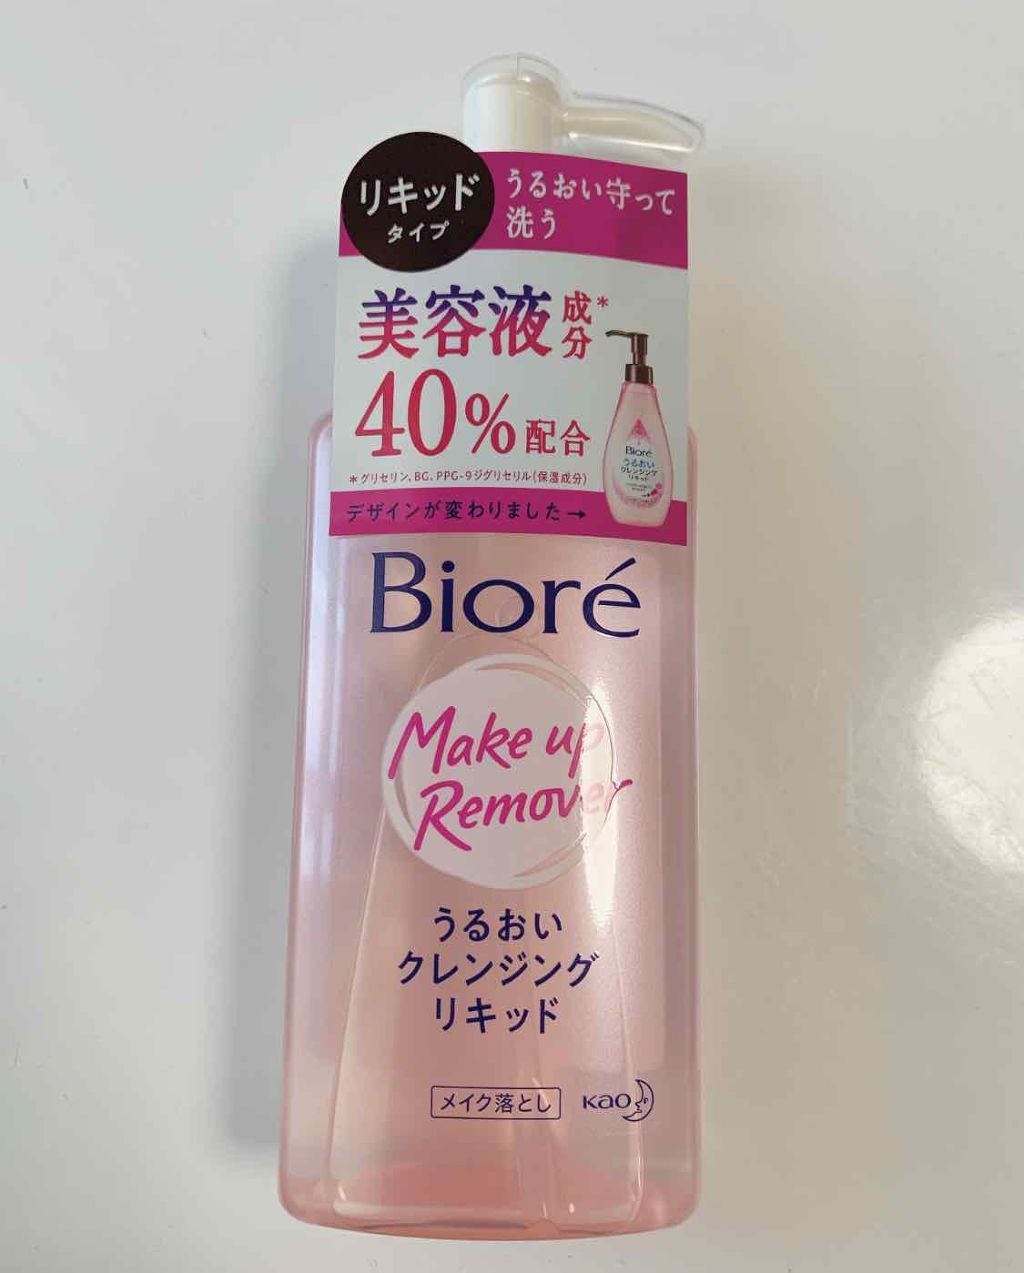 リキッド
タイプ
うるおい守って
洗う
美容液成分*
40%配合
*グリセリン、BG、PPG-9ジグリセリル(保湿成分)
デザインが変わりました→
Bioré
うるおい
クレンジング
リキッド
Bioré
Make up
Remover
うるおい
クレンジング
リキッド
メイク落とし
Kao